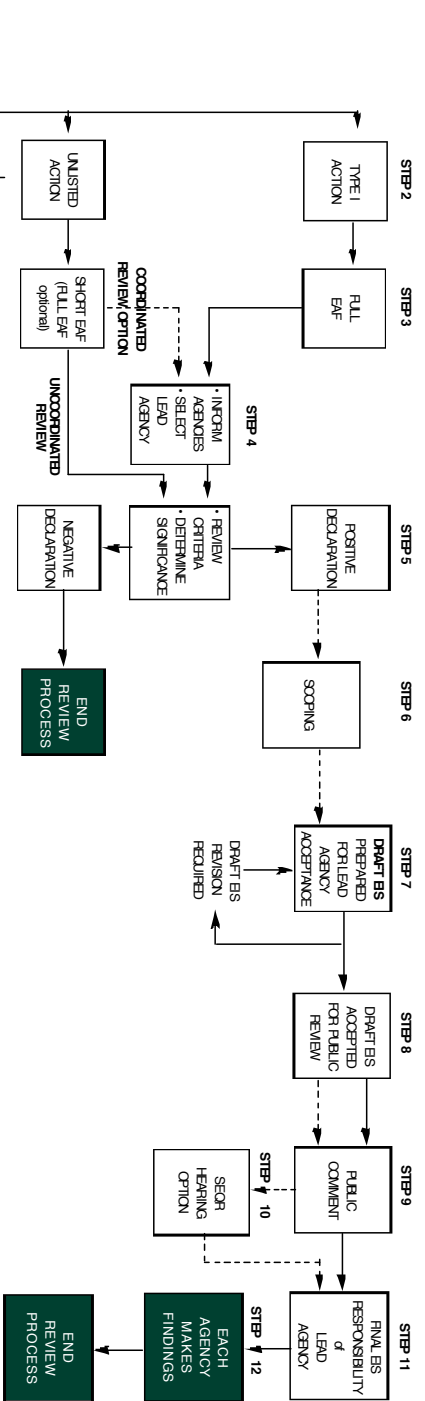 STEP 2
TYPE I
ACTION
UNLISTED
ACTION
STEP 3
FULL
EAF
SHORT EAF
(FULL EAF
optional)
COORDINATED
REVIEW, OPTION
UNCOORDINATED
REVIEW
STEP 4
• INFORM
AGENCIES
• SELECT
LEAD
AGENCY
STEP 5
POSITIVE
DECLARATION
• REVIEW
CRITERIA
• DETERMINE
SIGNIFICANCE
NEGATIVE
DECLARATION
END
REVIEW
PROCESS
STEP 6
SCOPING
STEP 7
DRAFT EIS
PREPARED
FOR LEAD
AGENCY
ACCEPTANCE
DRAFT EIS
REVISION
REQUIRED
STEP 8
DRAFT EIS
ACCEPTED
FOR PUBLIC
REVIEW
STEP 9
PUBLIC
COMMENT
STEP 10
SEQR
HEARING
OPTION
STEP 11
FINAL EIS
RESPONSIBILITY
of
LEAD
AGENCY
STEP 12
EACH
AGENCY
MAKES
FINDINGS
END
REVIEW
PROCESS